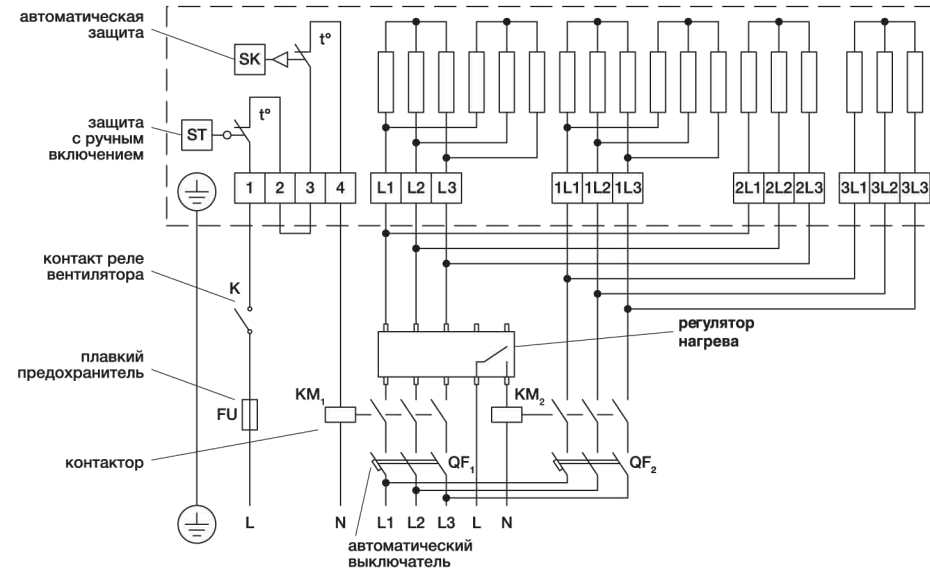 автоматическая
защита
SK
t°
защита
с ручным
включением
ST
t°
1 2 3 4 L1 L2 L3 1L1 1L2 1L3 2L1 2L2 2L3 3L1 3L2 3L3
контакт реле
вентилятора
K
регулятор
нагрева
плавкий
предохранитель
FU
KM1
KM2
контактор
QF1
QF2
L N L1 L2 L3 L N
автоматический
выключатель